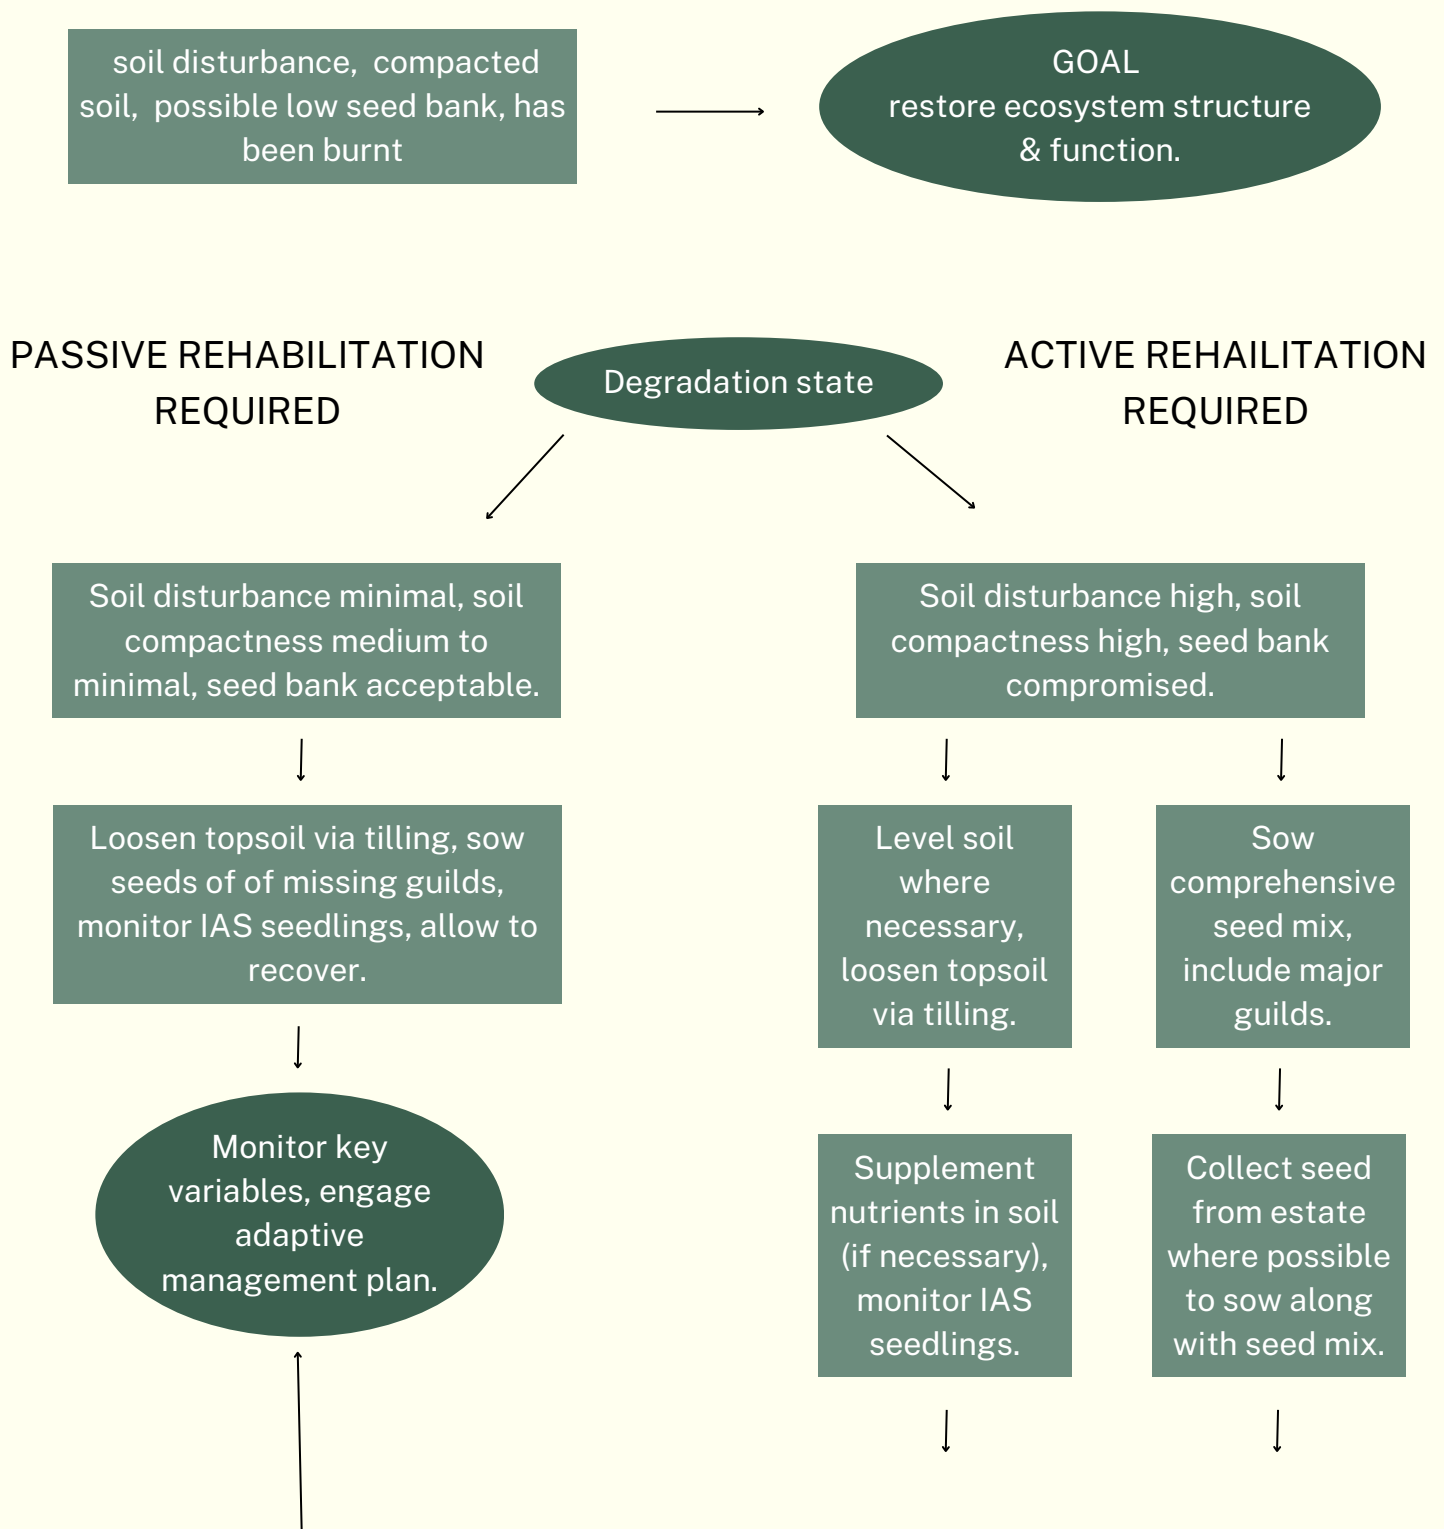 soil disturbance, compacted
soil, possible low seed bank, has
been burnt
GOAL
restore ecosystem structure
& function.
PASSIVE REHABILITATION
REQUIRED
Degradation state
ACTIVE REHAILITATION
REQUIRED
Soil disturbance minimal, soil
compactness medium to
minimal, seed bank acceptable.
Soil disturbance high, soil
compactness high, seed bank
compromised.
Loosen topsoil via tilling, sow
seeds of of missing guilds,
monitor IAS seedlings, allow to
recover.
Level soil
where
necessary,
loosen topsoil
via tilling.
Sow
comprehensive
seed mix,
include major
guilds.
Monitor key
variables, engage
adaptive
management plan.
Supplement
nutrients in soil
(if necessary),
monitor IAS
seedlings.
Collect seed
from estate
where possible
to sow along
with seed mix.